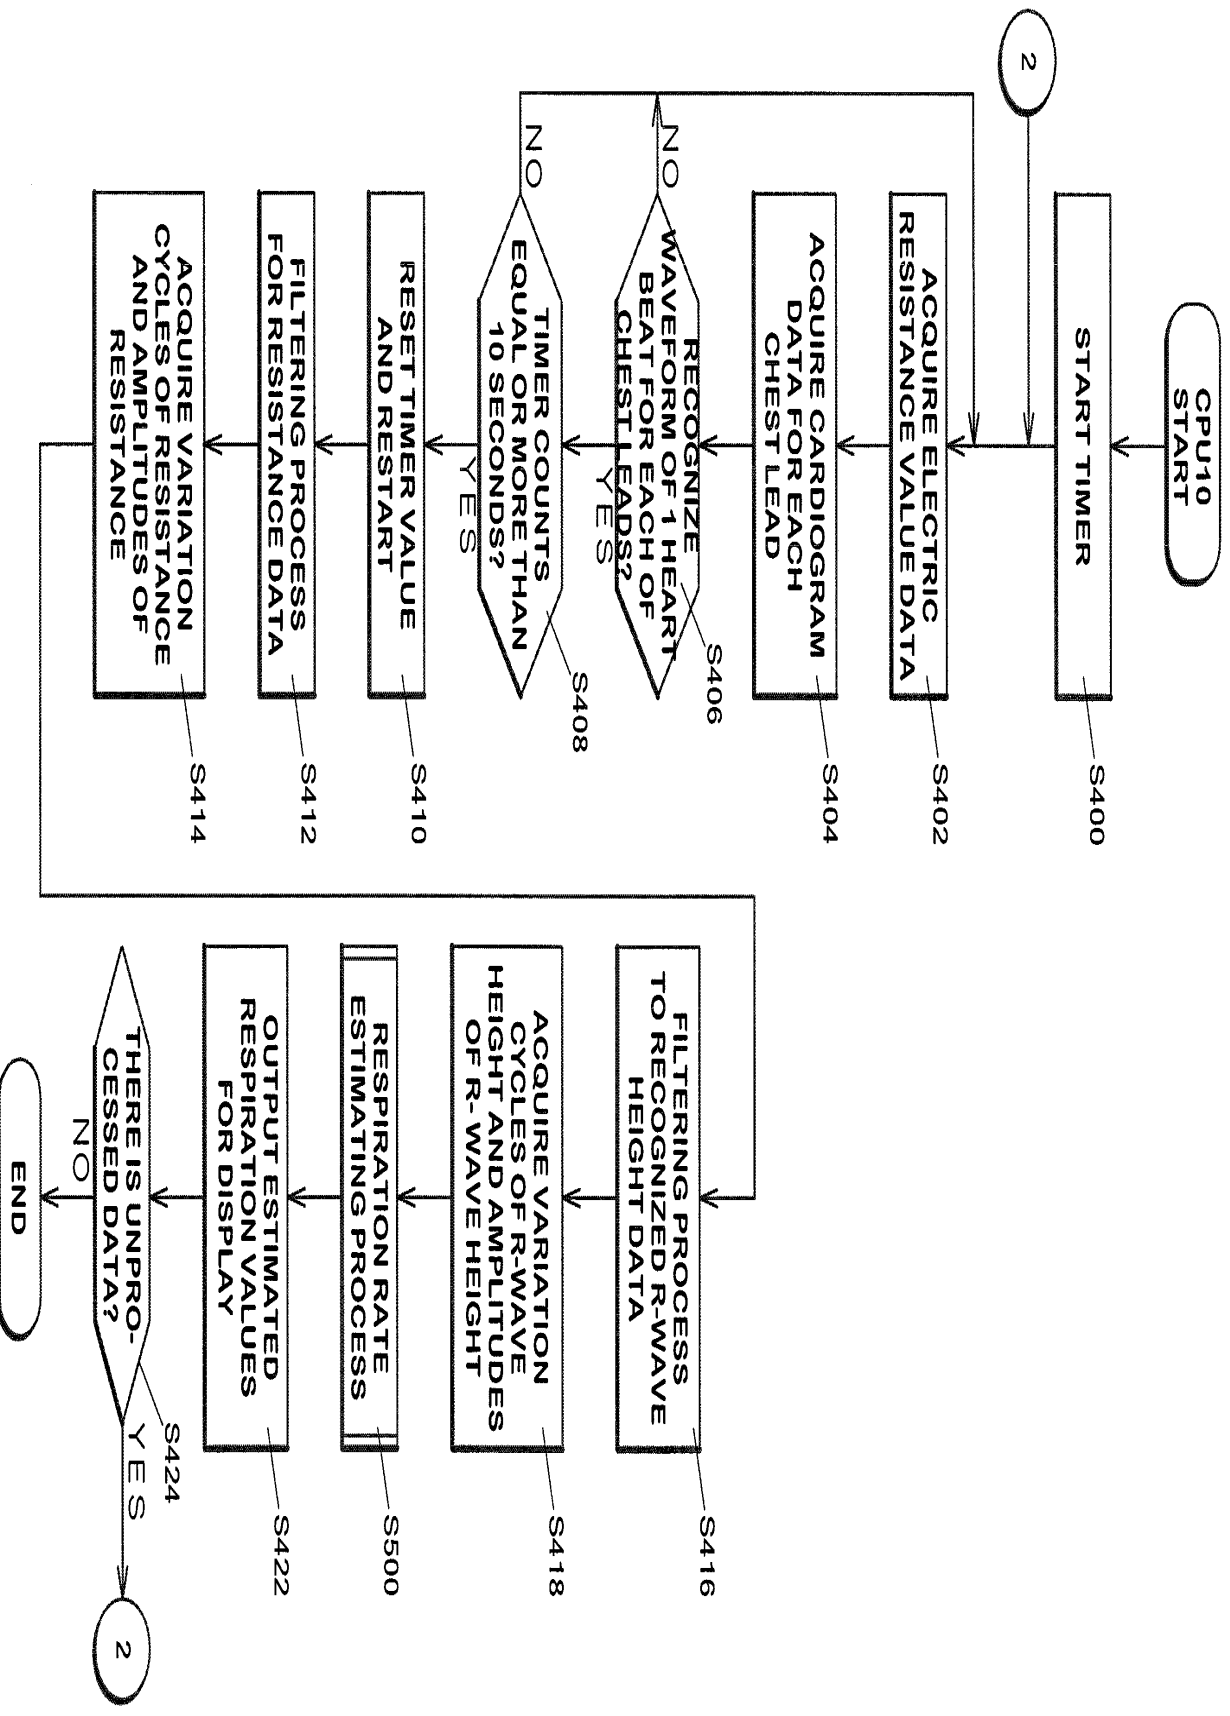 CPU10
START
START TIMER
S400
2
ACQUIRE ELECTRIC
RESISTANCE VALUE DATA
S402
ACQUIRE CARDIOGRAM
DATA FOR EACH
CHEST LEAD
S404
RECOGNIZE
WAVEFORM OF 1 HEART
BEAT FOR EACH OF
CHEST LEADS?
S406
NO
YES
TIMER COUNTS
EQUAL OR MORE THAN
10 SECONDS?
S408
NO
YES
RESET TIMER VALUE
AND RESTART
S410
FILTERING PROCESS
FOR RESISTANCE DATA
S412
ACQUIRE VARIATION
CYCLES OF RESISTANCE
AND AMPLITUDES OF
RESISTANCE
S414
FILTERING PROCESS
TO RECOGNIZED R-WAVE
HEIGHT DATA
S416
ACQUIRE VARIATION
CYCLES OF R-WAVE
HEIGHT AND AMPLITUDES
OF R- WAVE HEIGHT
S418
RESPIRATION RATE
ESTIMATING PROCESS
S500
OUTPUT ESTIMATED
RESPIRATION VALUES
FOR DISPLAY
S422
THERE IS UNPRO-
CESSED DATA?
S424
YES
2
NO
END